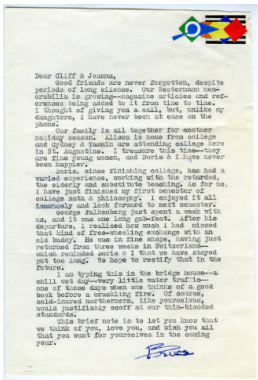 Dear Cliff & Joanna,
Good friends are never forgotten, despite
periods of long silence. Our Westermann mem-
orabilia is growing--magazine articles and ref-
erences being added to it from time to time.
I thought of giving you a call, but, unlike my
daughters, I have never been at ease on the
phone.
Our family is all together for another
holiday season. Alison is home from college
and Sydney & are attending college here
in St. Augustine. I treasure this time--they
are fine young women, and Doris & I have never
been happier.
Doris, since finishing college, has had a
varied experience, working with the retarded,
the elderly and substitute teaching. As for me,
I have just finished my first semester of
college math & philosophy. I enjoyed it all
immensely and look forward to next semester.
George Falkenberg just spent a week with
us, and it was one long gab-fest. After his
departure, I realized how much I had missed
that kind of free-wheeling exchange with an
old buddy. He was in fine shape, having just
returned from three weeks in Switzerland--
which reminded Doris & I that we have stayed
put too long. We hope to rectify that in the
future.
I am typing this in the bridge house--a
chill wet day--very little water traffic--
one of those days when one thinks of a good
book before a crackling fire. Of course,
cold-inured northerners, like yourselves,
would justifiably scoff at our thin-blooded
standards.
This brief note is to let you know that
we think of you, love you, and wish you all
that you want for yourselves in the coming
year.
Bruce